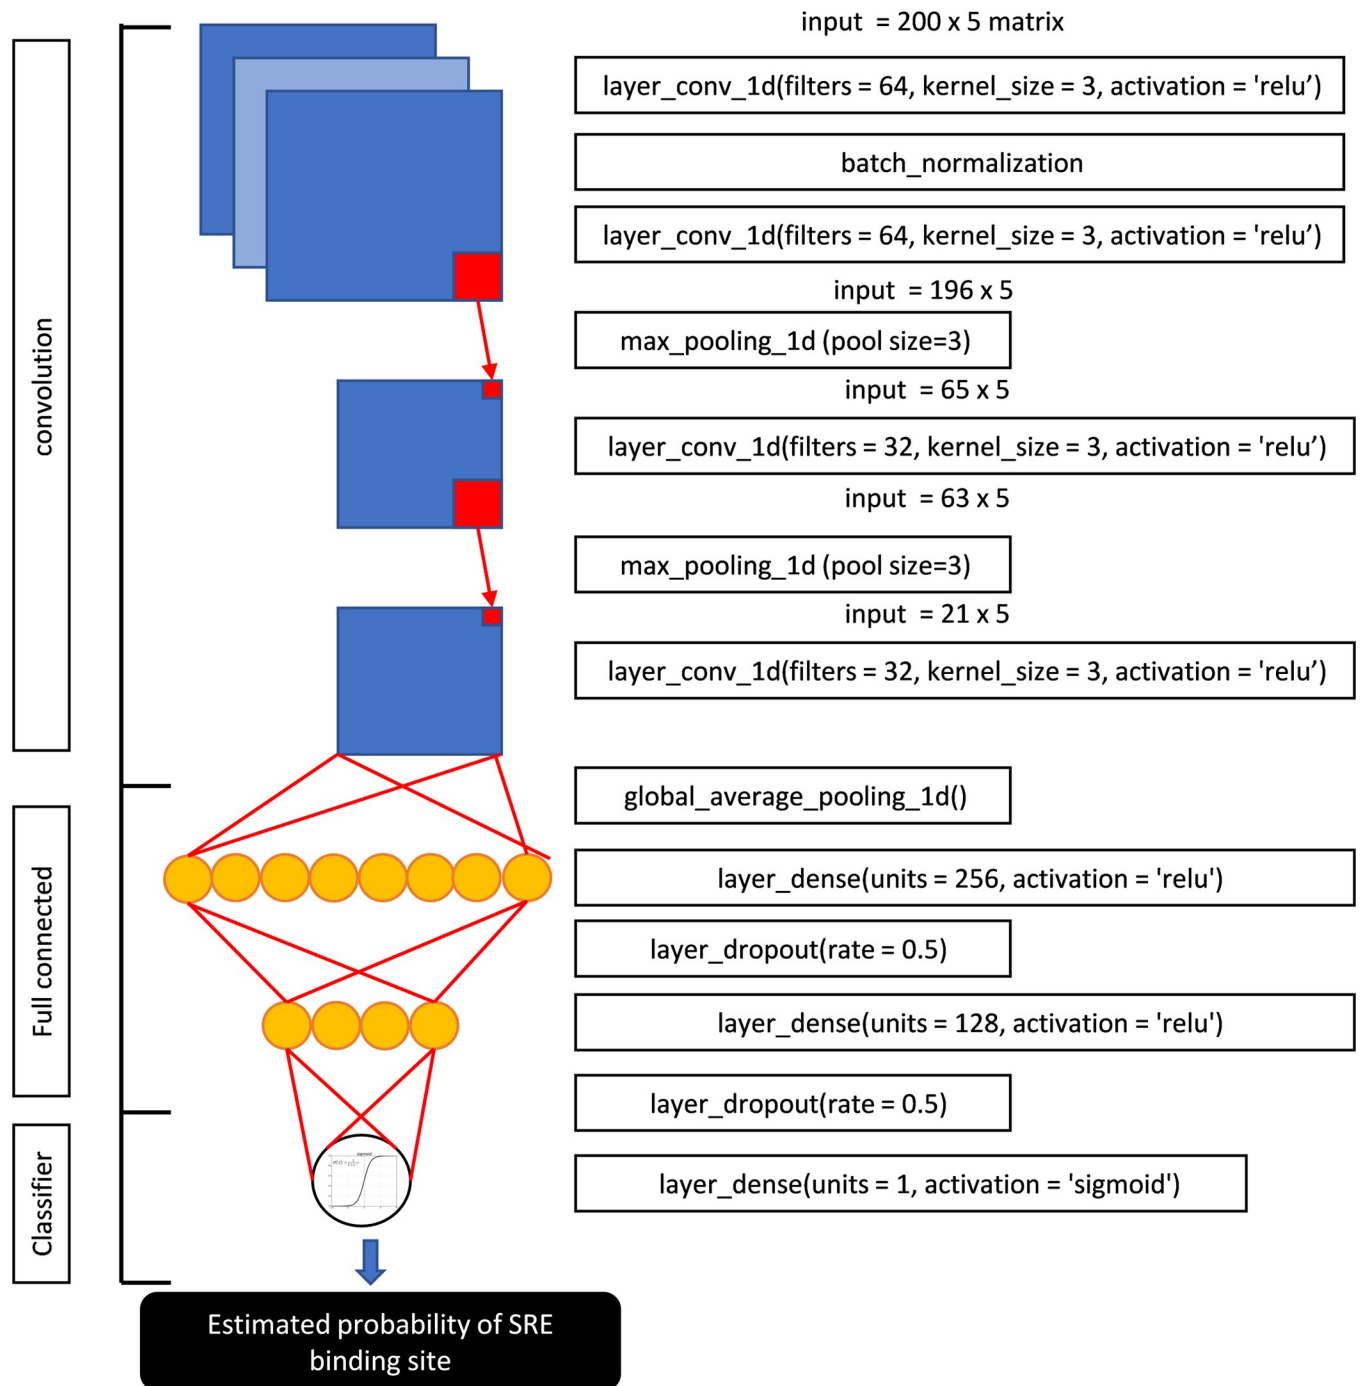 input = 200 x 5 matrix
layer_conv_1d(filters = 64, kernel_size = 3, activation = 'relu’)
batch_normalization
layer_conv_1d(filters = 64, kernel_size = 3, activation = 'relu’)
input = 196 x 5
max_pooling_1d (pool size=3)
input = 65 x 5
layer_conv_1d(filters = 32, kernel_size = 3, activation = 'relu’)
input = 63 x 5
max_pooling_1d (pool size=3)
input = 21 x 5
layer_conv_1d(filters = 32, kernel_size = 3, activation = 'relu’)
convolution
global_average_pooling_1d()
layer_dense(units = 256, activation = 'relu')
layer_dropout(rate = 0.5)
layer_dense(units = 128, activation = 'relu')
layer_dropout(rate = 0.5)
Full connected
sigmoid
layer_dense(units = 1, activation = 'sigmoid')
Classifier
Estimated probability of SRE
binding site